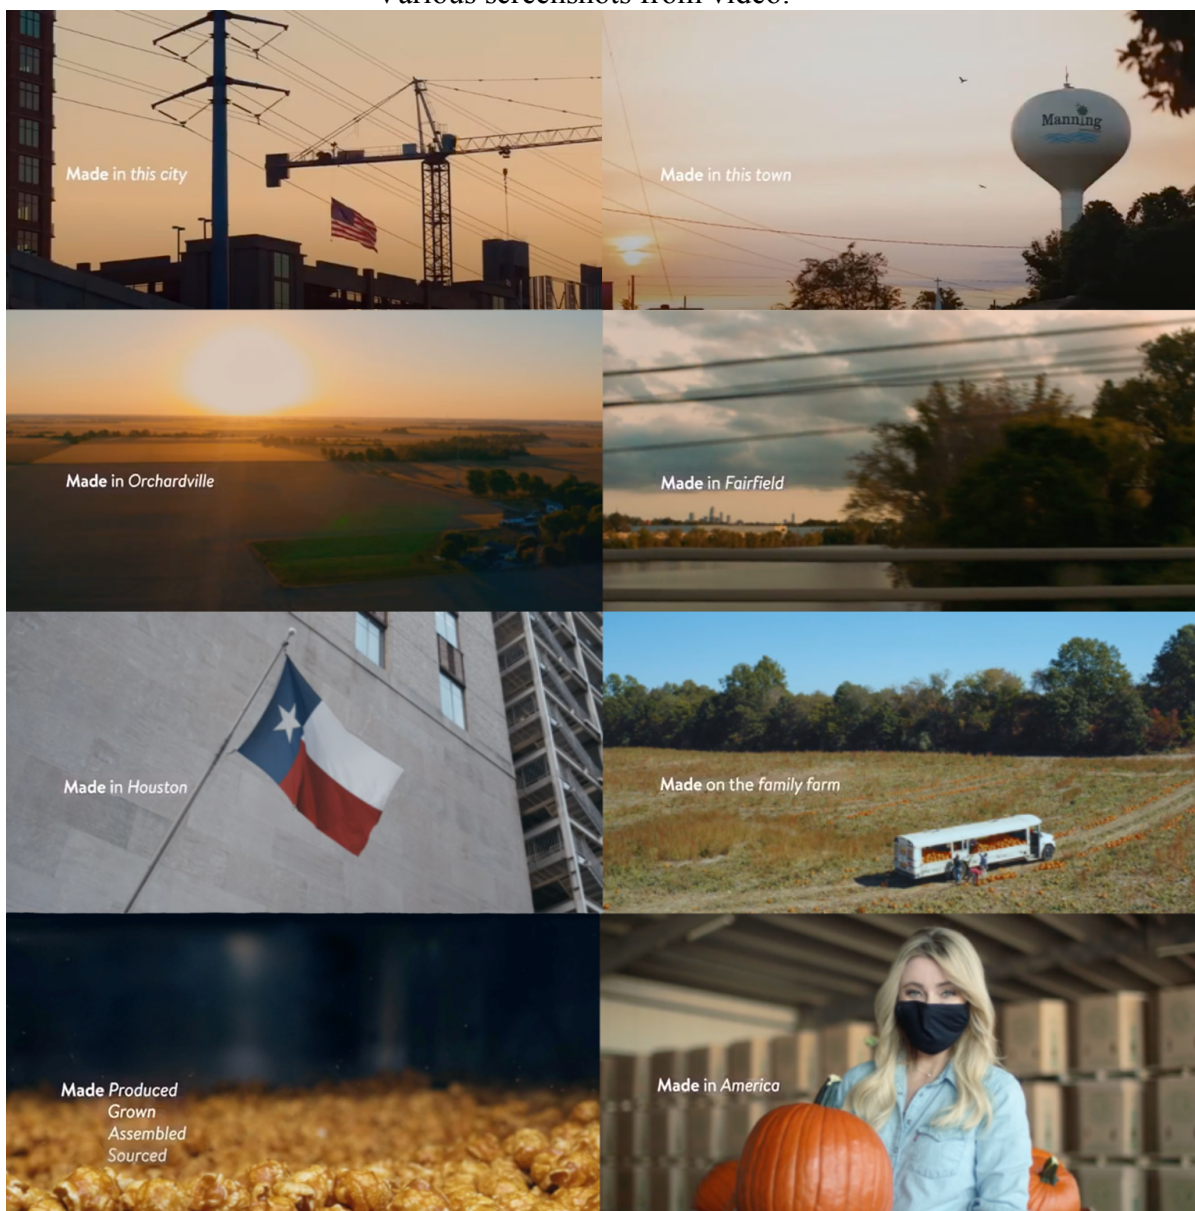 Various screenshots from video:
Made in this city
Manning
Made in this town
Made in Orchardville
Made in Fairfield
Made in Houston
Made on the family farm
Made Produced
Grown
Assembled
Sourced
Made in America